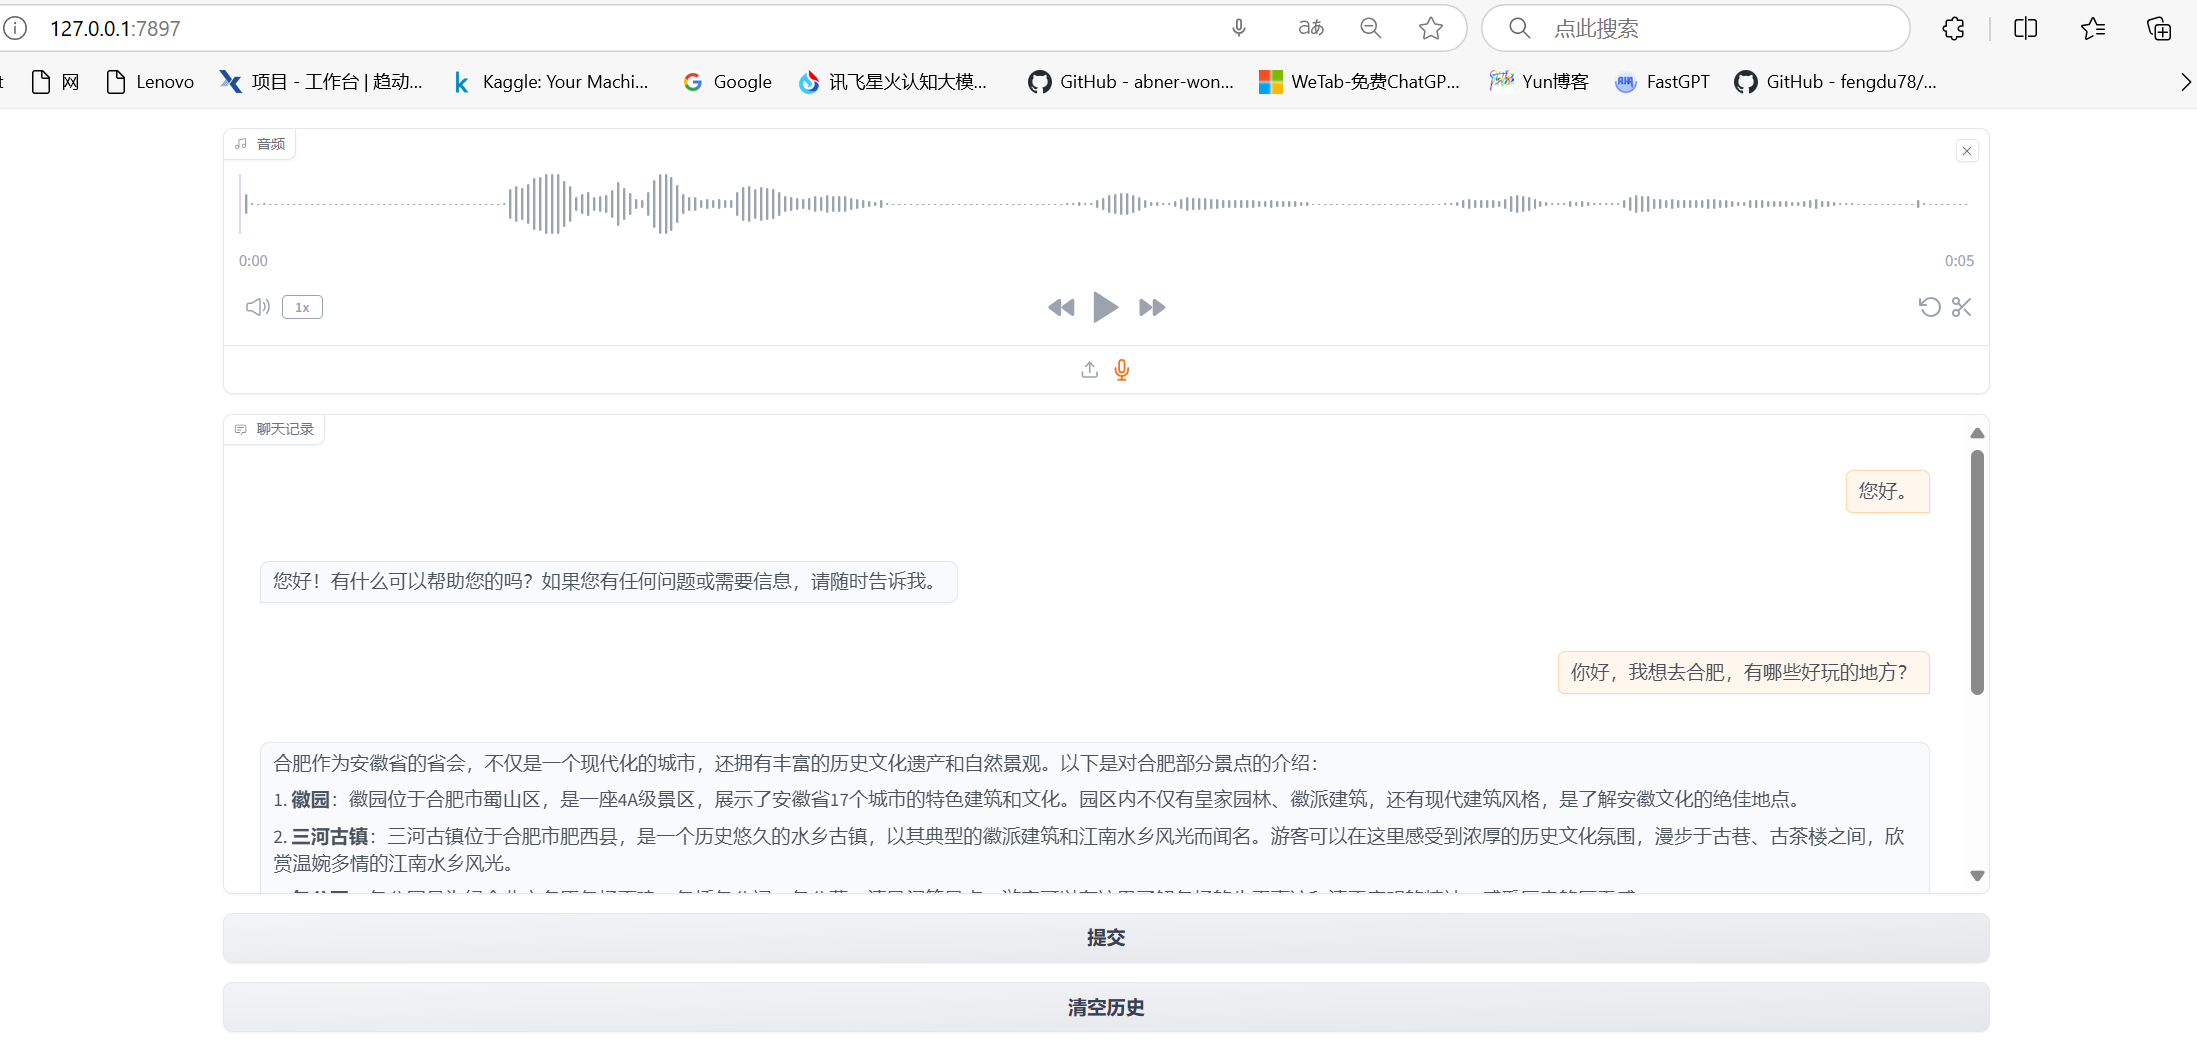 127.0.0.1:7897
点此搜索
网
Lenovo
项目 - 工作台 | 趋动...
Kaggle: Your Machi...
Google
讯飞星火认知大模...
GitHub - abner-won...
WeTab-免费ChatGP...
Yun博客
FastGPT
GitHub - fengdu78/...
音频
0:00
0:05
1x
聊天记录
您好。
您好！有什么可以帮助您的吗？如果您有任何问题或需要信息，请随时告诉我。
你好，我想去合肥，有哪些好玩的地方？
合肥作为安徽省的省会，不仅是一个现代化的城市，还拥有丰富的历史文化遗产和自然景观。以下是对合肥部分景点的介绍：
1. 徽园：徽园位于合肥市蜀山区，是一座4A级景区，展示了安徽省17个城市的特色建筑和文化。园区内不仅有皇家园林、徽派建筑，还有现代建筑风格，是了解安徽文化的绝佳地点。
2. 三河古镇：三河古镇位于合肥市肥西县，是一个历史悠久的水乡古镇，以其典型的徽派建筑和江南水乡风光而闻名。游客可以在这里感受到浓厚的历史文化氛围，漫步于古巷、古茶楼之间，欣
赏温婉多情的江南水乡风光。
提交
清空历史